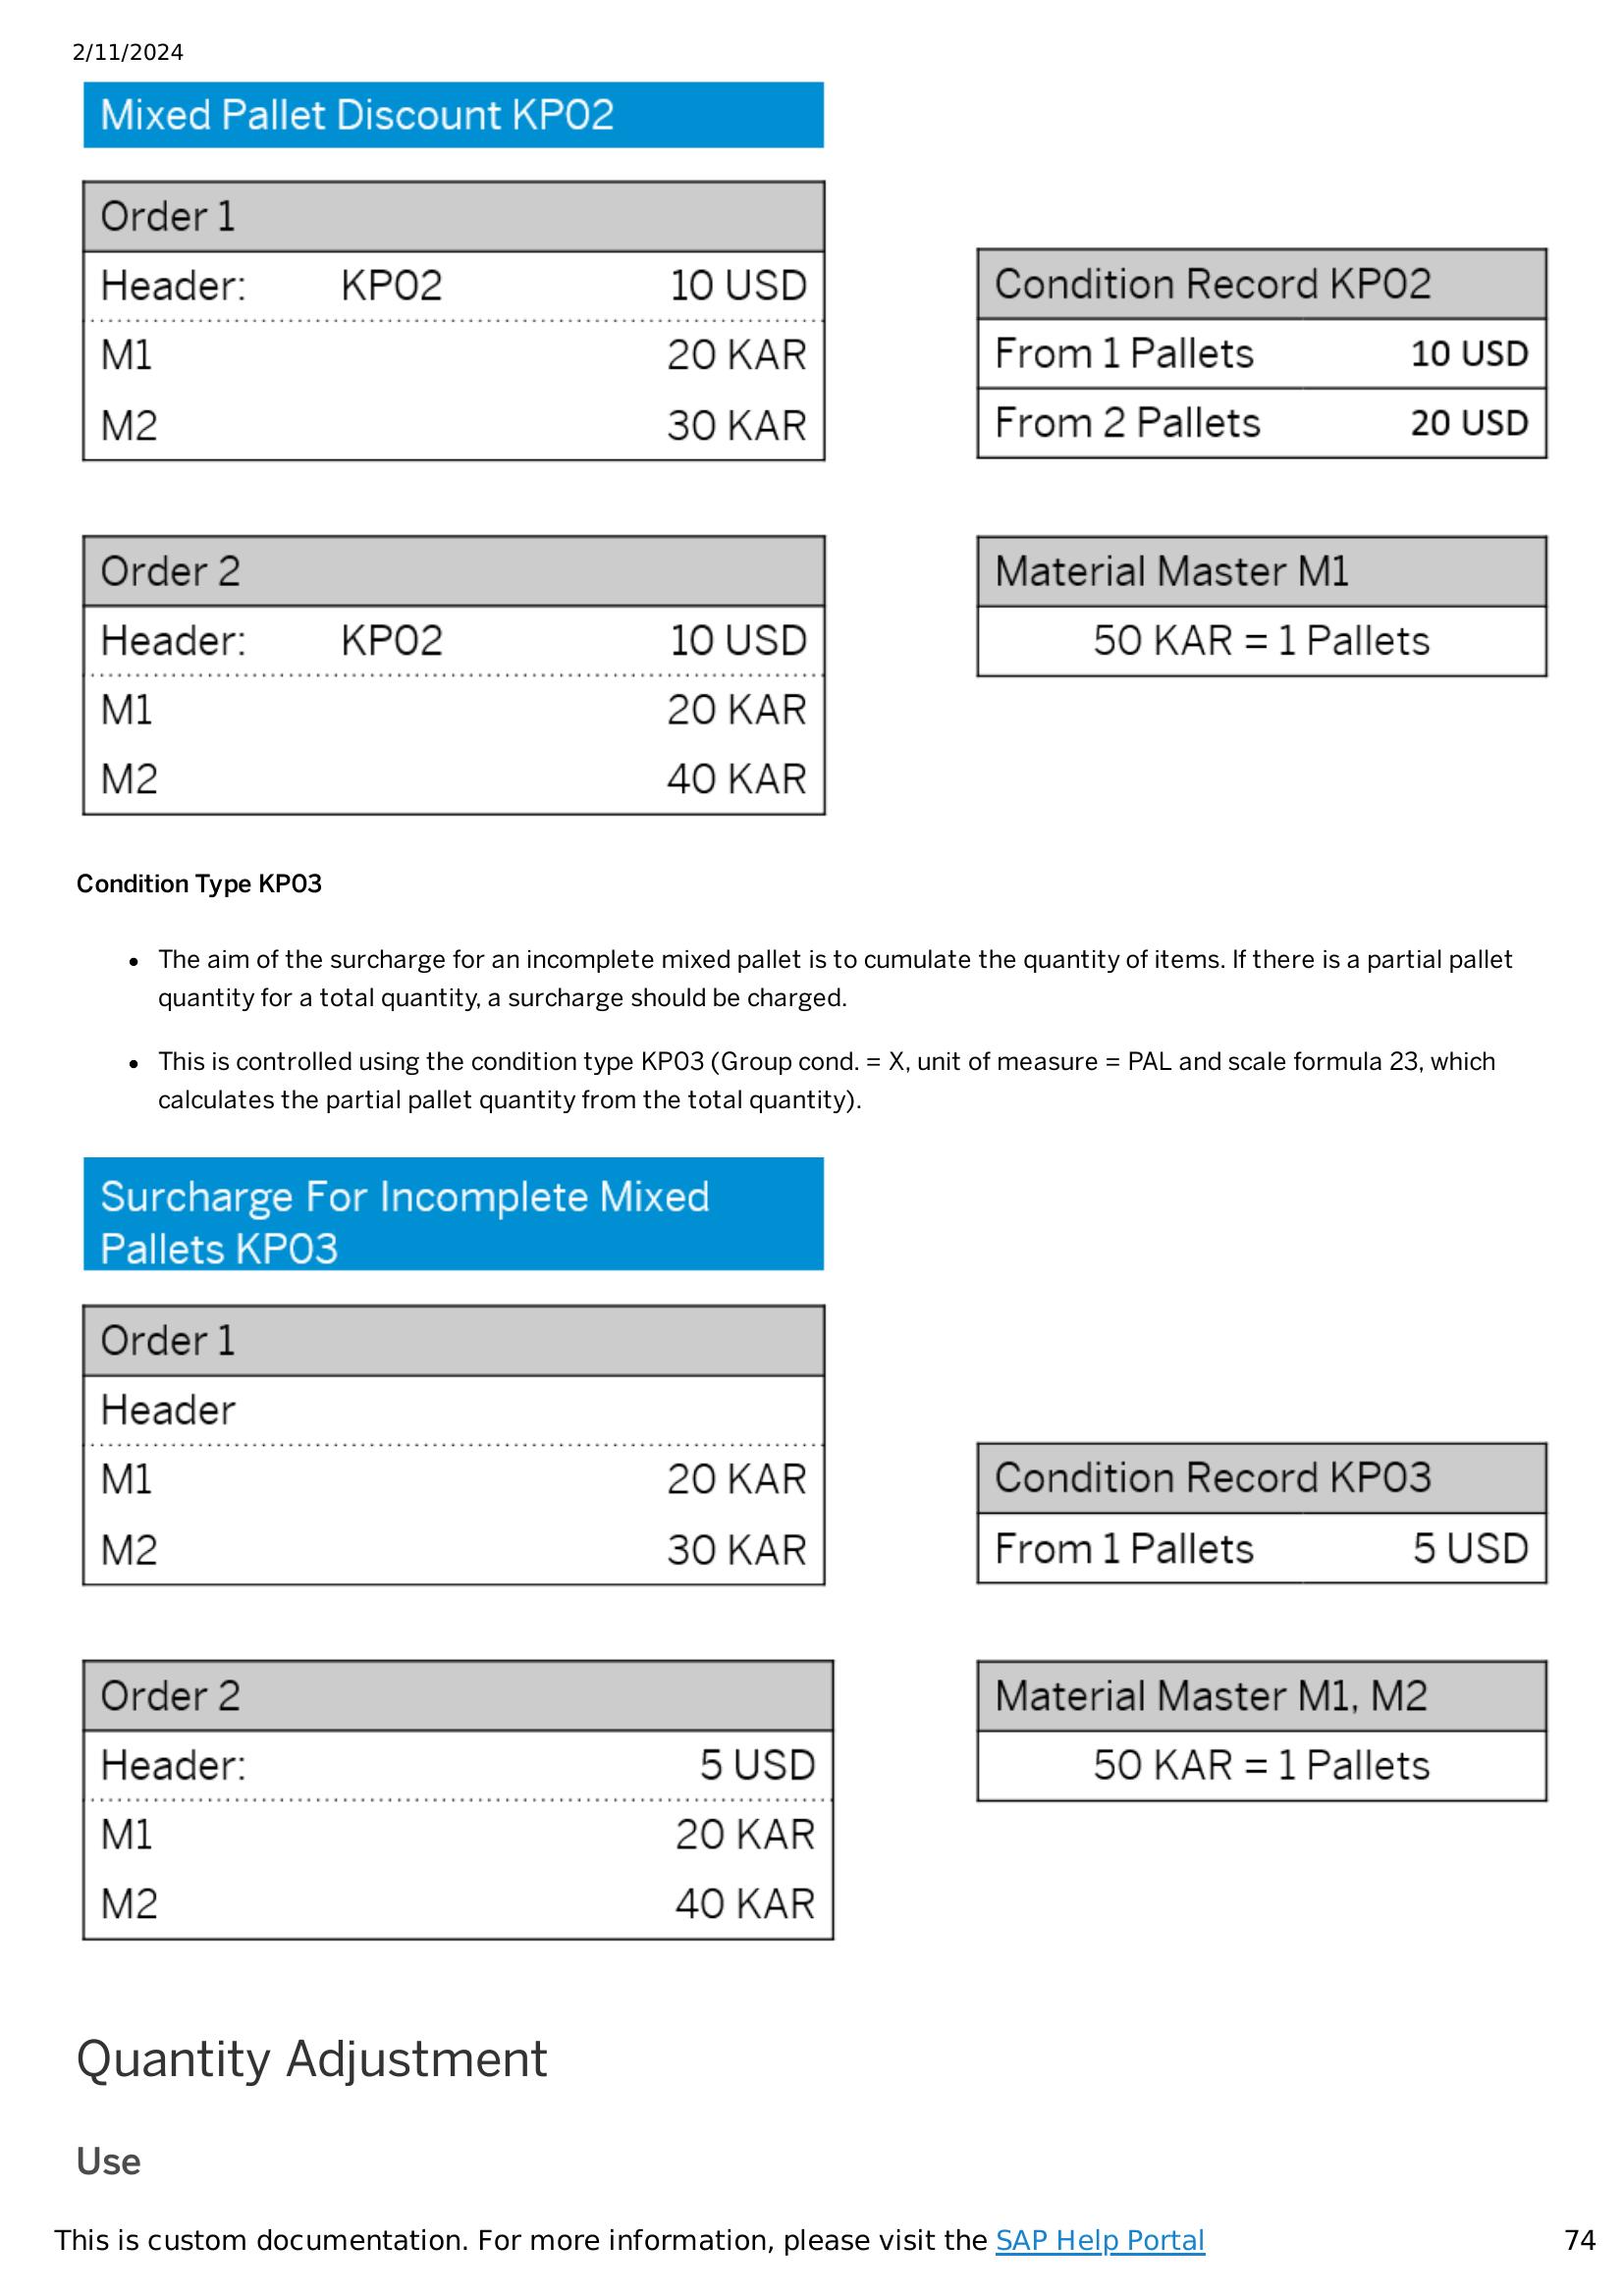 2/11/2024
Mixed Pallet Discount KP02
Order 1
Header: KP02 10 USD
M1 20 KAR
M2 30 KAR
Condition Record KP02
From 1 Pallets 10 USD
From 2 Pallets 20 USD
Order 2
Header: KP02 10 USD
M1 20 KAR
M2 40 KAR
Material Master M1
50 KAR = 1 Pallets
Condition Type KP03
• The aim of the surcharge for an incomplete mixed pallet is to cumulate the quantity of items. If there is a partial pallet
quantity for a total quantity, a surcharge should be charged.
• This is controlled using the condition type KP03 (Group cond. = X, unit of measure = PAL and scale formula 23, which
calculates the partial pallet quantity from the total quantity).
Surcharge For Incomplete Mixed
Pallets KP03
Order 1
Header
M1 20 KAR
M2 30 KAR
Condition Record KP03
From 1 Pallets 5 USD
Order 2
Header: 5 USD
M1 20 KAR
M2 40 KAR
Material Master M1, M2
50 KAR = 1 Pallets
Quantity Adjustment
Use
This is custom documentation. For more information, please visit the SAP Help Portal 74